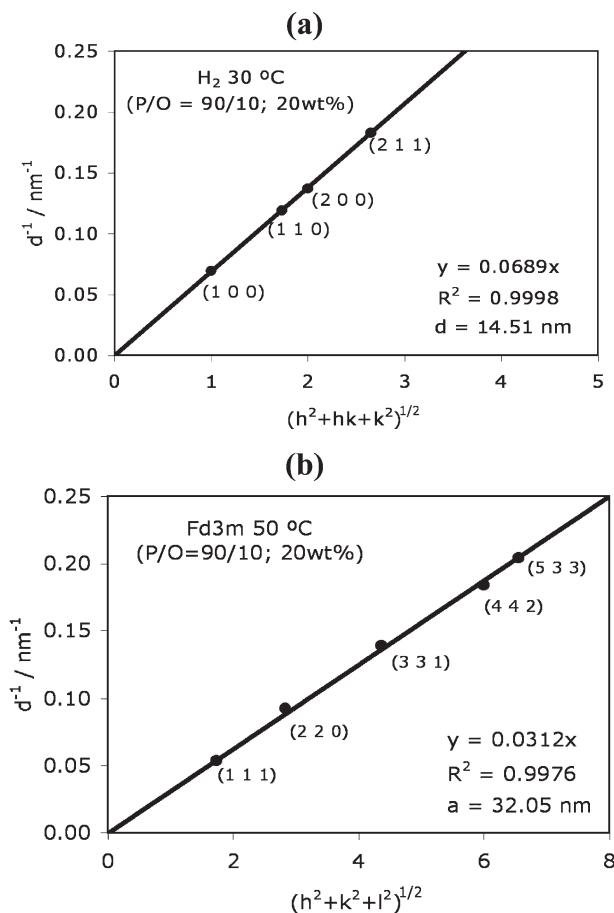 (a)
0.25
0.20
0.15
0.10
0.05
0.00
d⁻¹ / nm⁻¹
H₂ 30 ºC
(P/O = 90/10; 20wt%)
(2 1 1)
(2 0 0)
(1 1 0)
(1 0 0)
y = 0.0689x
R² = 0.9998
d = 14.51 nm
0 1 2 3 4 5
(h²+hk+k²)¹/²
(b)
0.25
0.20
0.15
0.10
0.05
0.00
d⁻¹ / nm⁻¹
Fd3m 50 ºC
(P/O=90/10; 20wt%)
(5 3 3)
(4 4 2)
(3 3 1)
(2 2 0)
(1 1 1)
y = 0.0312x
R² = 0.9976
a = 32.05 nm
0 2 4 6 8
(h²+k²+l²)¹/²